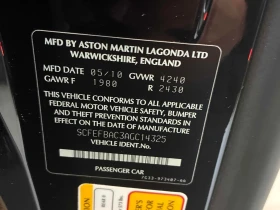 MFD BY ASTON MARTIN LAGONDA LTD
WARWICKSHIRE, ENGLAND
DATE 05/10 GVWR 4240
GAWR F 1980 R 2430
THIS VEHICLE CONFORMS TO ALL APPLICABLE
FEDERAL MOTOR VEHICLE SAFETY, BUMPER
AND THEFT PREVENTION STANDARDS IN
EFFECT ON THE DATE OF MANUFACTURE
SCFEFBAC3AGC14325
VEHICLE IDENT.No.
PASSENGER CAR